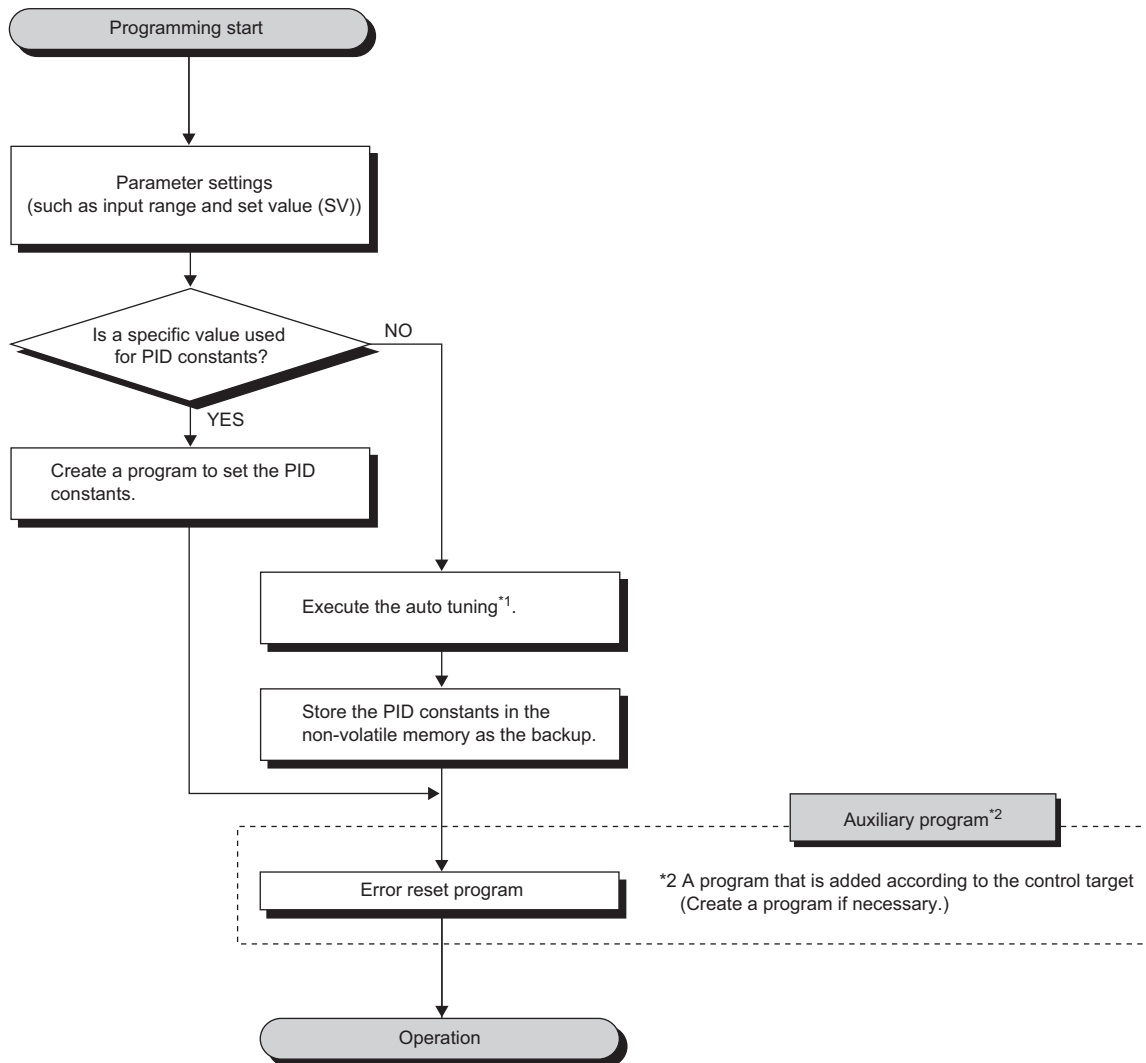 Programming start
Parameter settings
(such as input range and set value (SV))
Is a specific value used
for PID constants?
NO
YES
Create a program to set the PID
constants.
Execute the auto tuning*1.
Store the PID constants in the
non-volatile memory as the backup.
Auxiliary program*2
Error reset program
*2 A program that is added according to the control target
(Create a program if necessary.)
Operation